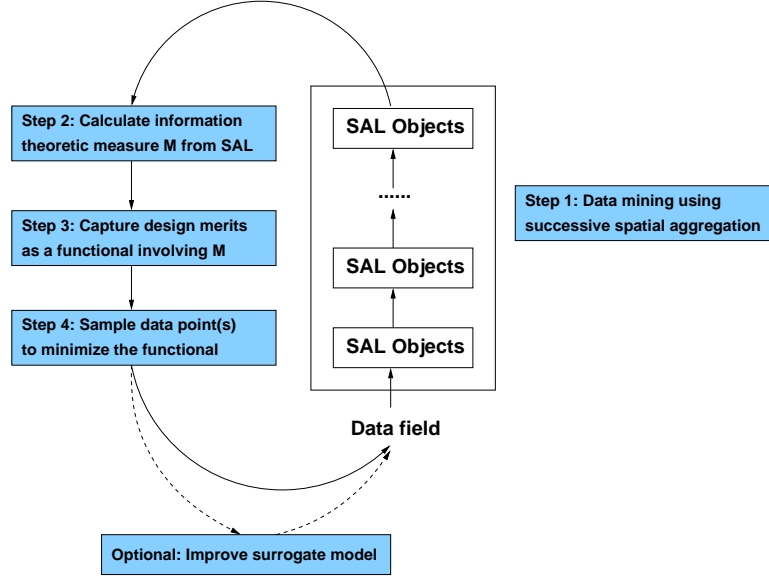 Step 2: Calculate information
theoretic measure M from SAL
Step 3: Capture design merits
as a functional involving M
Step 4: Sample data point(s)
to minimize the functional
SAL Objects
......
SAL Objects
SAL Objects
Data field
Step 1: Data mining using
successive spatial aggregation
Optional: Improve surrogate model